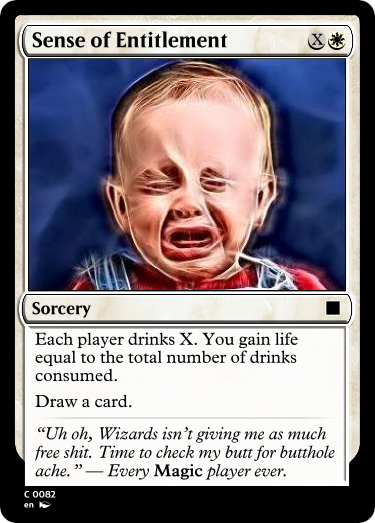 Sense of Entitlement X
Sorcery
Each player drinks X. You gain life
equal to the total number of drinks
consumed.
Draw a card.
“Uh oh, Wizards isn’t giving me as much
free shit. Time to check my butt for butthole
ache.” — Every Magic player ever.
C 0082
en